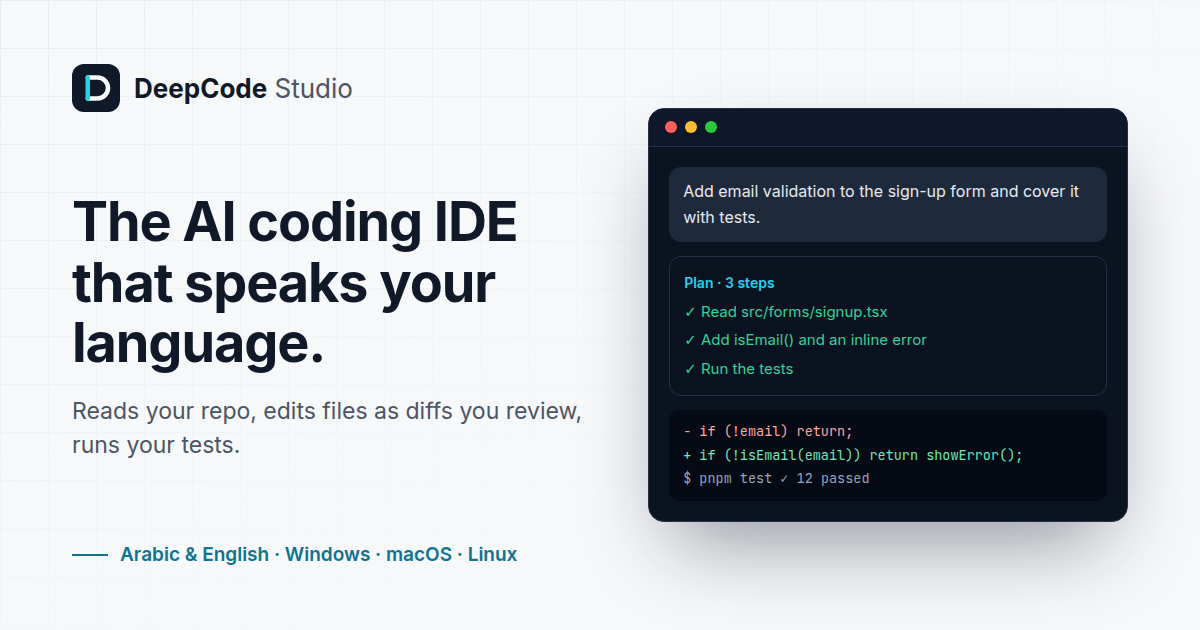 DeepCode Studio
The AI coding IDE
that speaks your
language.
Reads your repo, edits files as diffs you review,
runs your tests.
Arabic & English · Windows · macOS · Linux
Add email validation to the sign-up form and cover it
with tests.
Plan · 3 steps
✓ Read src/forms/signup.tsx
✓ Add isEmail() and an inline error
✓ Run the tests
- if (!email) return;
+ if (!isEmail(email)) return showError();
$ pnpm test ✓ 12 passed